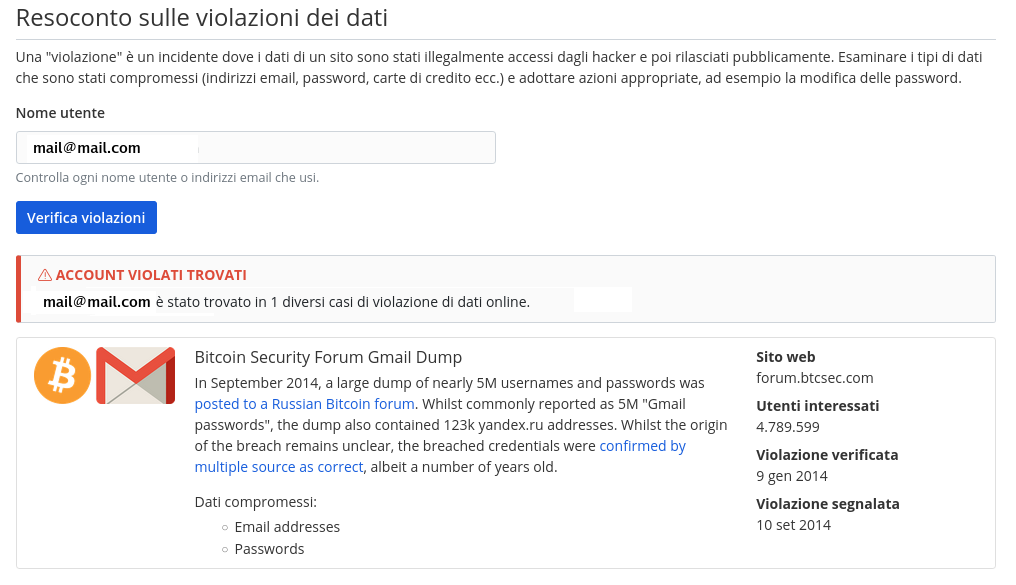 Resoconto sulle violazioni dei dati
Una "violazione" è un incidente dove i dati di un sito sono stati illegalmente accessi dagli hacker e poi rilasciati pubblicamente. Esaminare i tipi di dati
che sono stati compromessi (indirizzi email, password, carte di credito ecc.) e adottare azioni appropriate, ad esempio la modifica delle password.
Nome utente
mail@mail.com
Controlla ogni nome utente o indirizzi email che usi.
Verifica violazioni
ACCOUNT VIOLATI TROVATI
mail@mail.com è stato trovato in 1 diversi casi di violazione di dati online.
Bitcoin Security Forum Gmail Dump
In September 2014, a large dump of nearly 5M usernames and passwords was
posted to a Russian Bitcoin forum. Whilst commonly reported as 5M "Gmail
passwords", the dump also contained 123k yandex.ru addresses. Whilst the origin
of the breach remains unclear, the breached credentials were confirmed by
multiple source as correct, albeit a number of years old.
Dati compromessi:
Email addresses
Passwords
Sito web
forum.btcsec.com
Utenti interessati
4.789.599
Violazione verificata
9 gen 2014
Violazione segnalata
10 set 2014